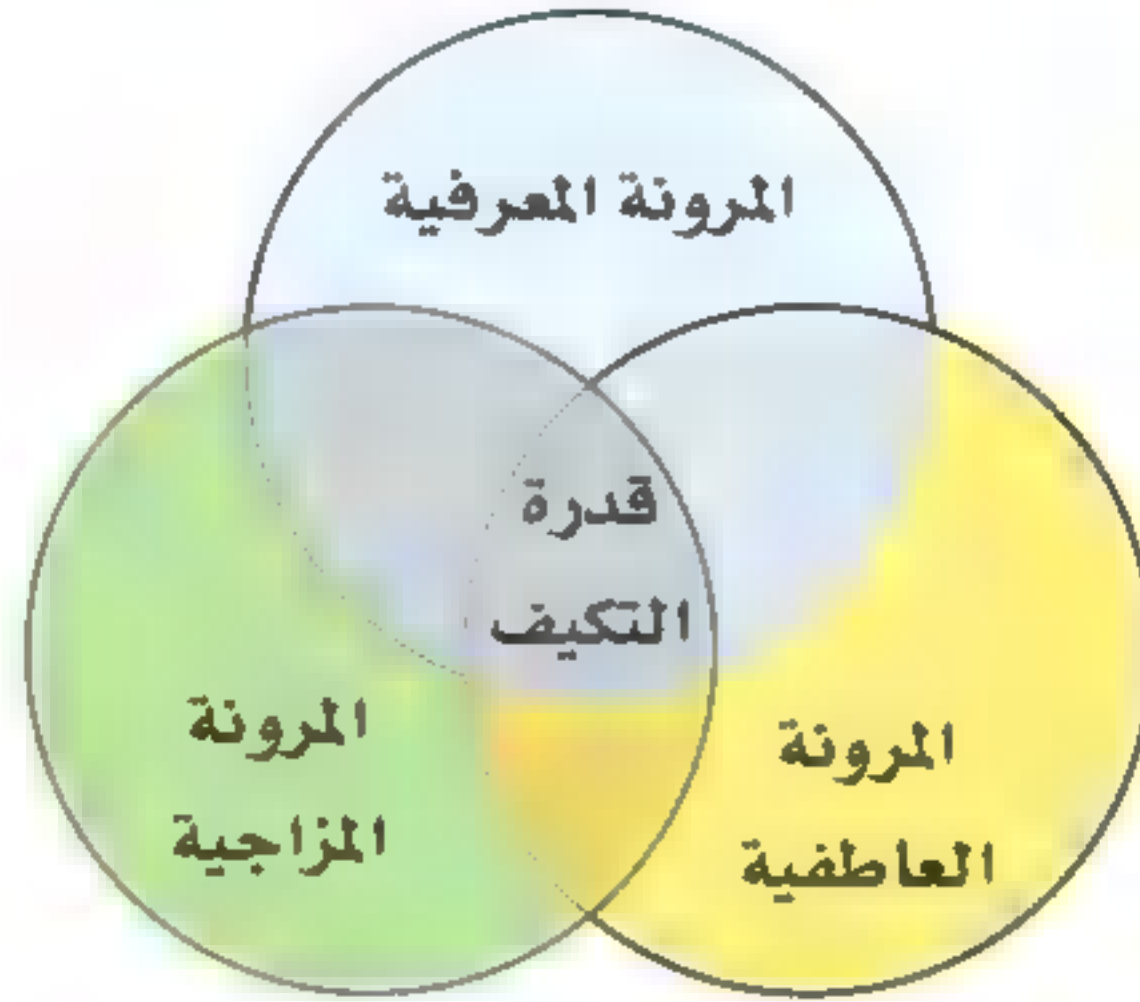 المرونة المعرفية
قدرة
التكيف
المرونة
العاطفية
المرونة
المزاجية